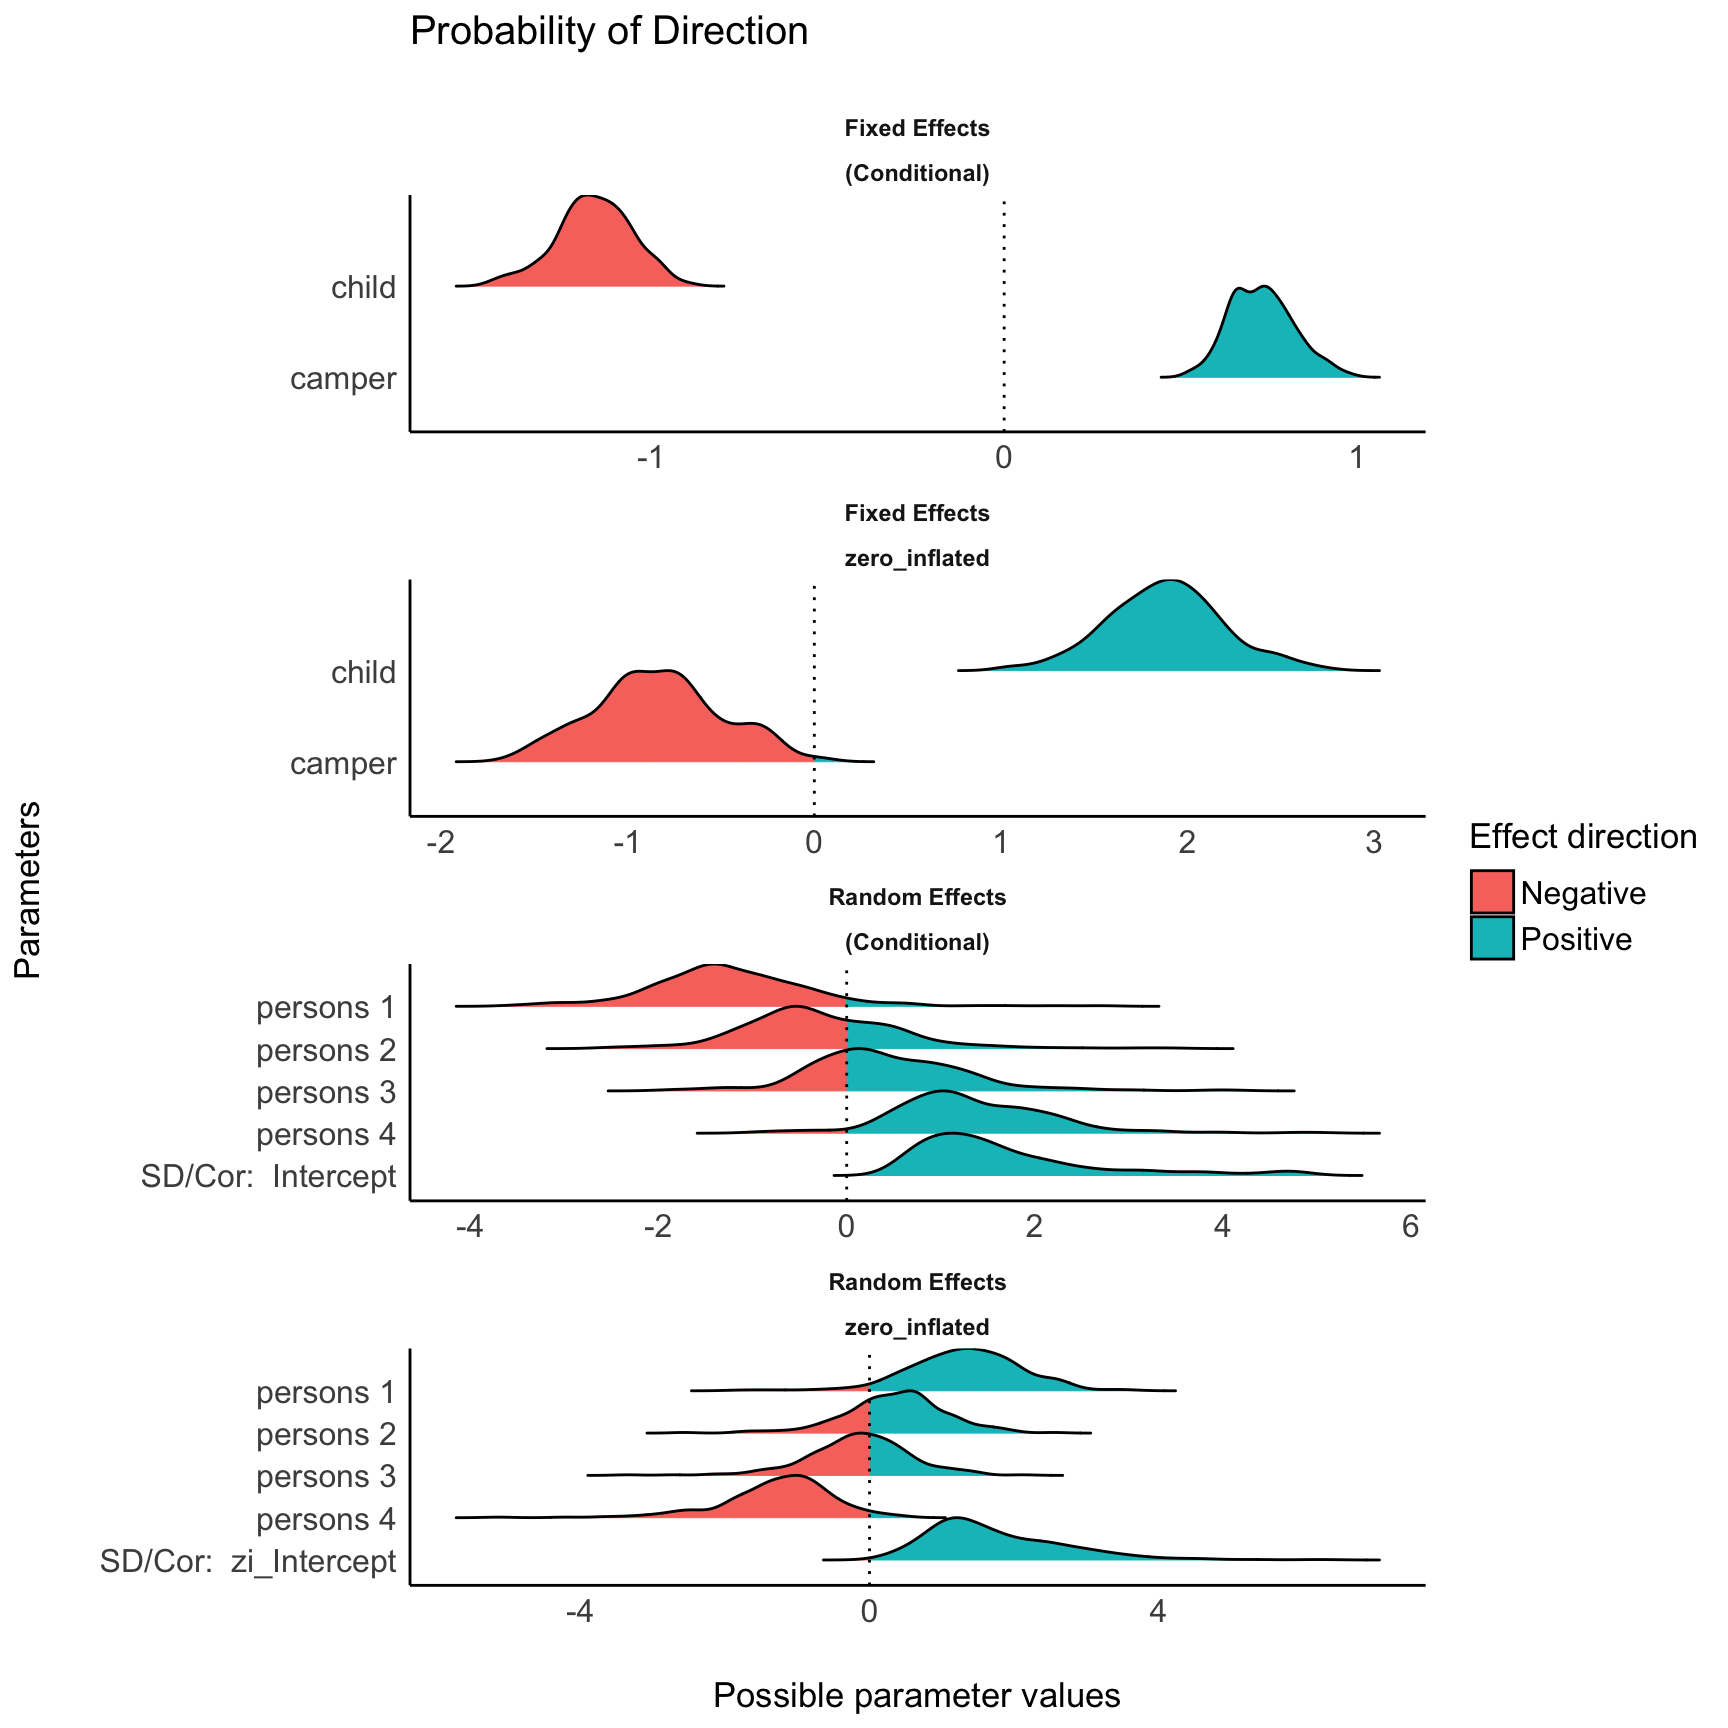 Probability of Direction
Fixed Effects
(Conditional)
child
camper
-1 0 1
Fixed Effects
zero_inflated
child
camper
-2 -1 0 1 2 3
Random Effects
(Conditional)
persons 1
persons 2
persons 3
persons 4
SD/Cor:  Intercept
-4 -2 0 2 4 6
Random Effects
zero_inflated
persons 1
persons 2
persons 3
persons 4
SD/Cor:  zi_Intercept
-4 0 4
Possible parameter values
Parameters
Effect direction
Negative
Positive